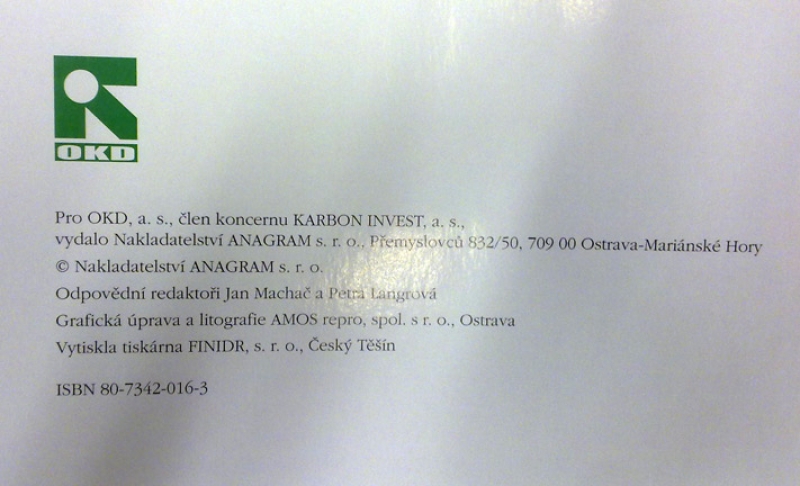 OKD
Pro OKD, a. s., člen koncernu KARBON INVEST, a. s.,
vydalo Nakladatelství ANAGRAM s. r. o., Přemyslovců 832/50, 709 00 Ostrava-Mariánské Hory
© Nakladatelství ANAGRAM s. r. o.
Odpovědní redaktoři Jan Machač a Petra Langrová
Grafická úprava a litografie AMOS repro, spol. s r. o., Ostrava
Vytiskla tiskárna FINIDR, s. r. o., Český Těšín
ISBN 80-7342-016-3